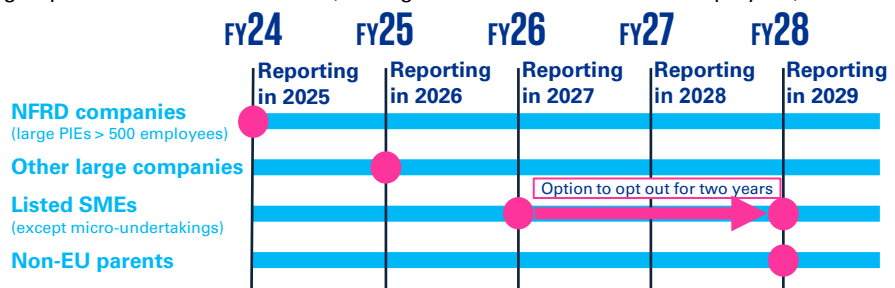 FY24 FY25 FY26 FY27 FY28
Reporting in 2025
Reporting in 2026
Reporting in 2027
Reporting in 2028
Reporting in 2029
NFRD companies
(large PIEs > 500 employees)
Other large companies
Option to opt out for two years
Listed SMEs
(except micro-undertakings)
Non-EU parents